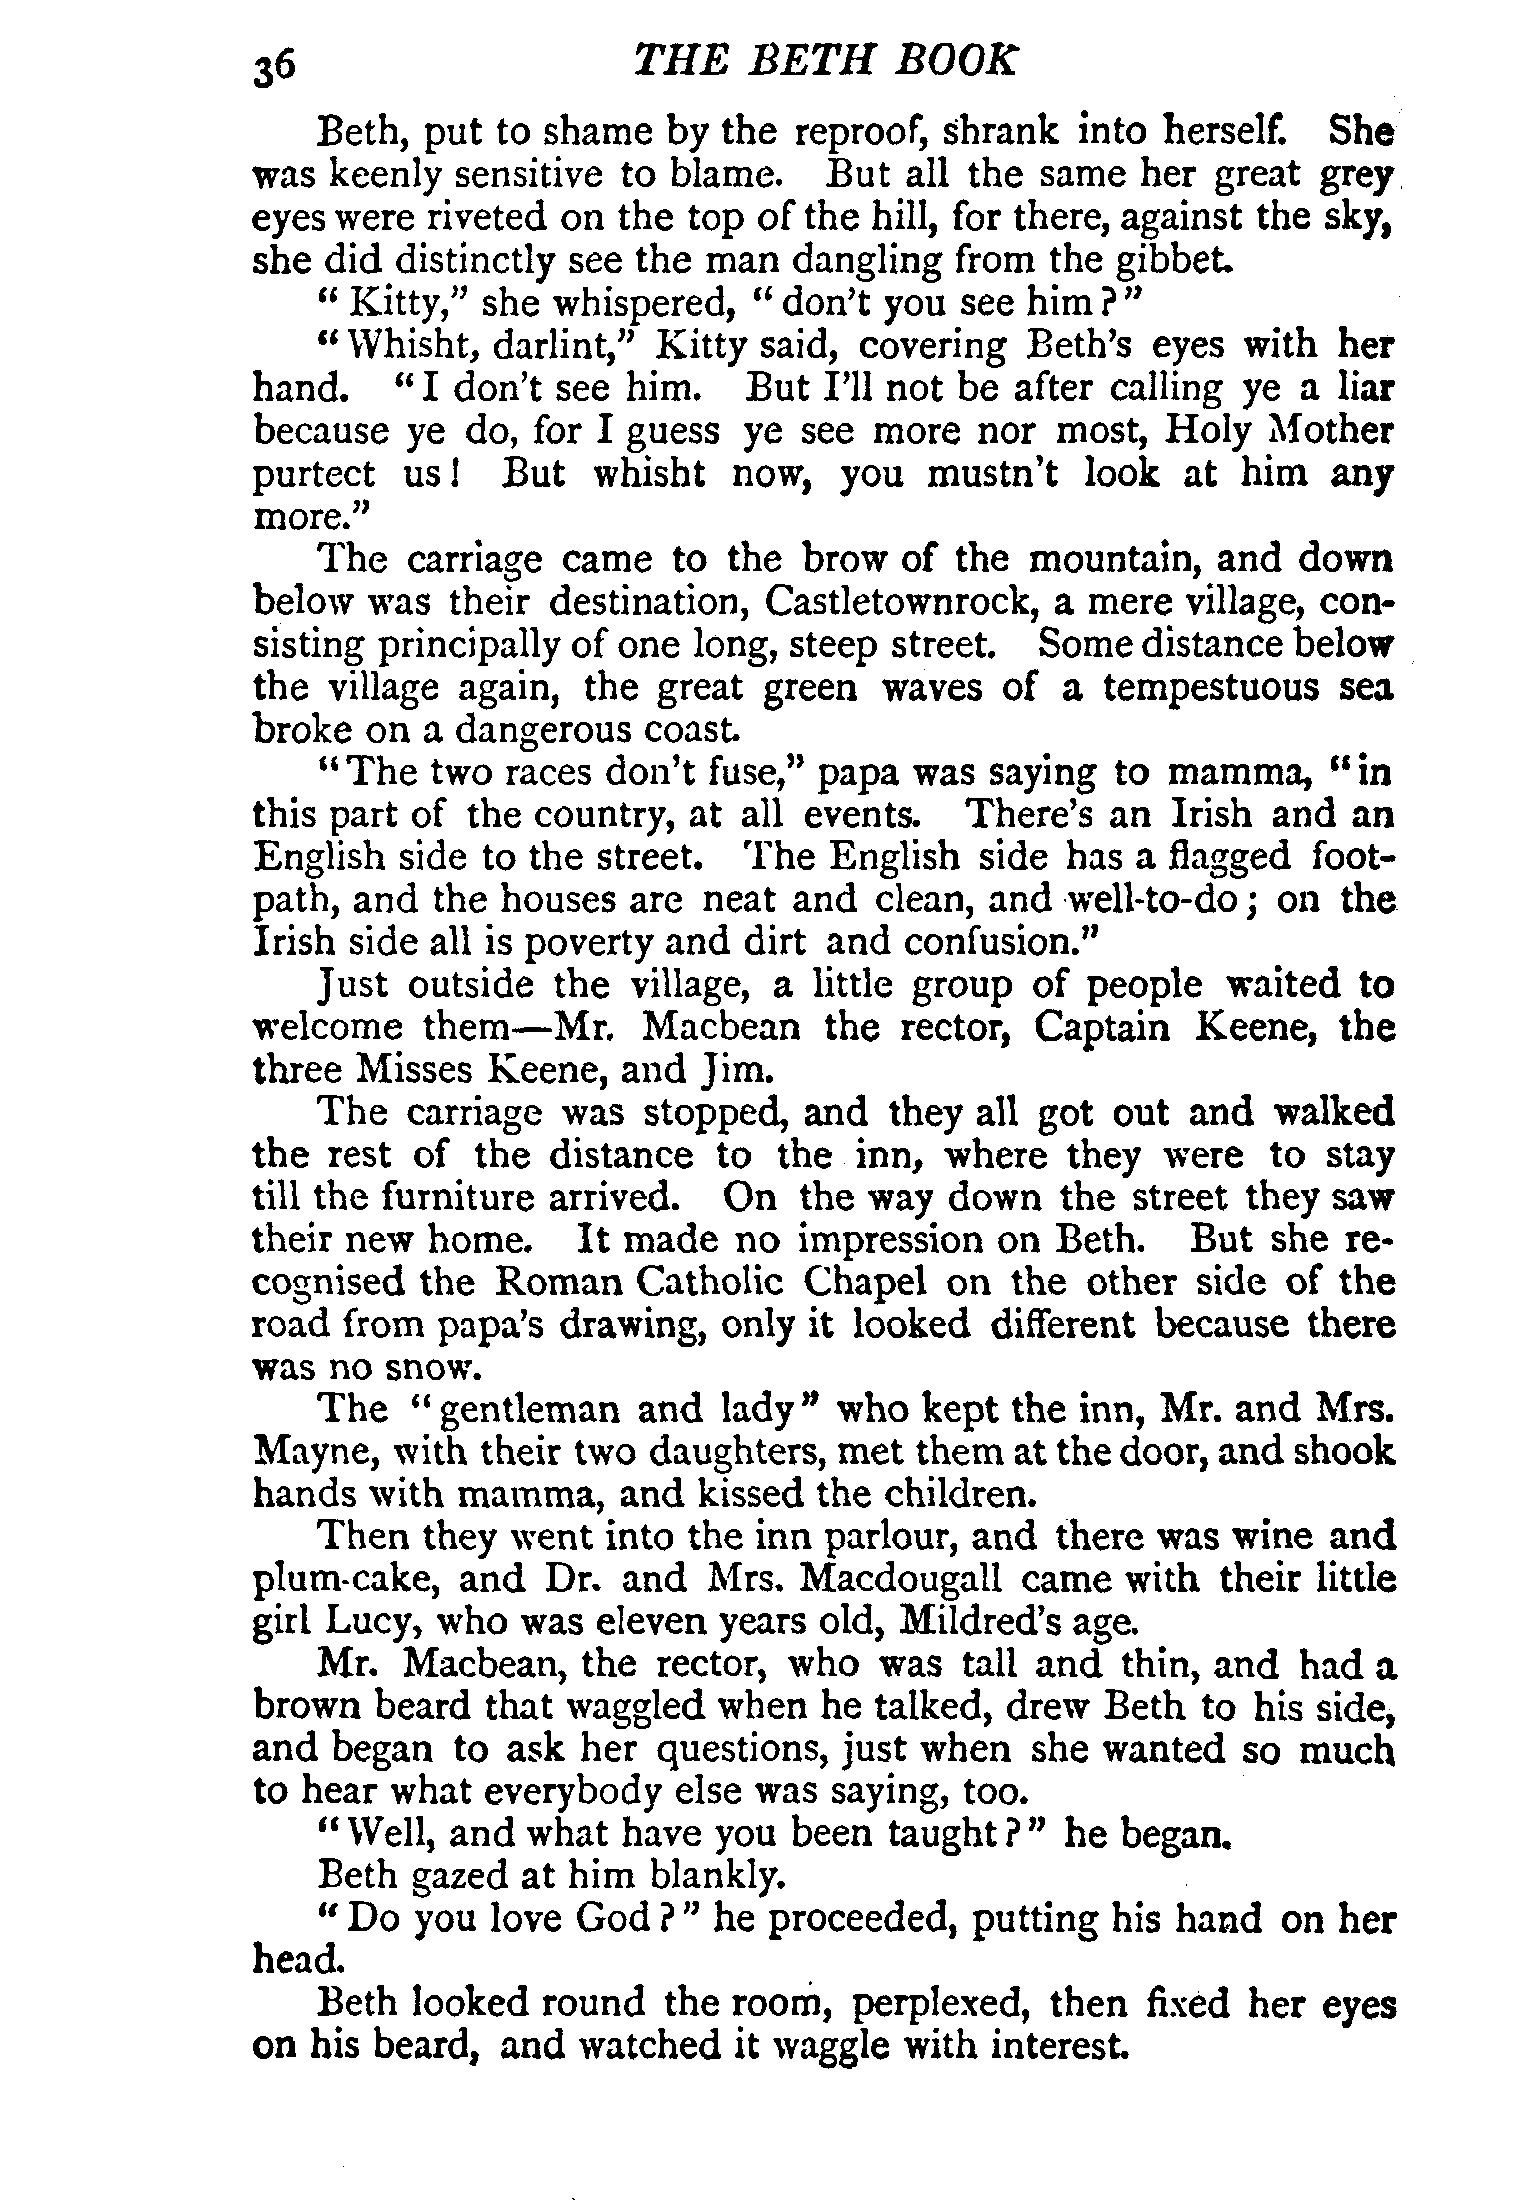 36 THE BETH BOOK
Beth, put to shame by the reproof, shrank into herself. She
was keenly sensitive to blame. But all the same her great grey
eyes were riveted on the top of the hill, for there, against the sky,
she did distinctly see the man dangling from the gibbet.
“Kitty,” she whispered, “don't you see him?”
“Whisht, darlint,” Kitty said, covering Beth's eyes with her
hand. “I don't see him. But I'll not be after calling ye a liar
because ye do, for I guess ye see more nor most, Holy Mother
purtect us! But whisht now, you mustn't look at him any
more.”
The carriage came to the brow of the mountain, and down
below was their destination, Castletownrock, a mere village, con-
sisting principally of one long, steep street. Some distance below
the village again, the great green waves of a tempestuous sea
broke on a dangerous coast.
“The two races don't fuse,” papa was saying to mamma, “in
this part of the country, at all events. There's an Irish and an
English side to the street. The English side has a flagged foot-
path, and the houses are neat and clean, and well-to-do; on the
Irish side all is poverty and dirt and confusion.”
Just outside the village, a little group of people waited to
welcome them—Mr. Macbean the rector, Captain Keene, the
three Misses Keene, and Jim.
The carriage was stopped, and they all got out and walked
the rest of the distance to the inn, where they were to stay
till the furniture arrived. On the way down the street they saw
their new home. It made no impression on Beth. But she re-
cognised the Roman Catholic Chapel on the other side of the
road from papa's drawing, only it looked different because there
was no snow.
The “gentleman and lady” who kept the inn, Mr. and Mrs.
Mayne, with their two daughters, met them at the door, and shook
hands with mamma, and kissed the children.
Then they went into the inn parlour, and there was wine and
plum-cake, and Dr. and Mrs. Macdougall came with their little
girl Lucy, who was eleven years old, Mildred's age.
Mr. Macbean, the rector, who was tall and thin, and had a
brown beard that waggled when he talked, drew Beth to his side,
and began to ask her questions, just when she wanted so much
to hear what everybody else was saying, too.
“Well, and what have you been taught?” he began.
Beth gazed at him blankly.
“Do you love God?” he proceeded, putting his hand on her
head.
Beth looked round the room, perplexed, then fixed her eyes
on his beard, and watched it waggle with interest.